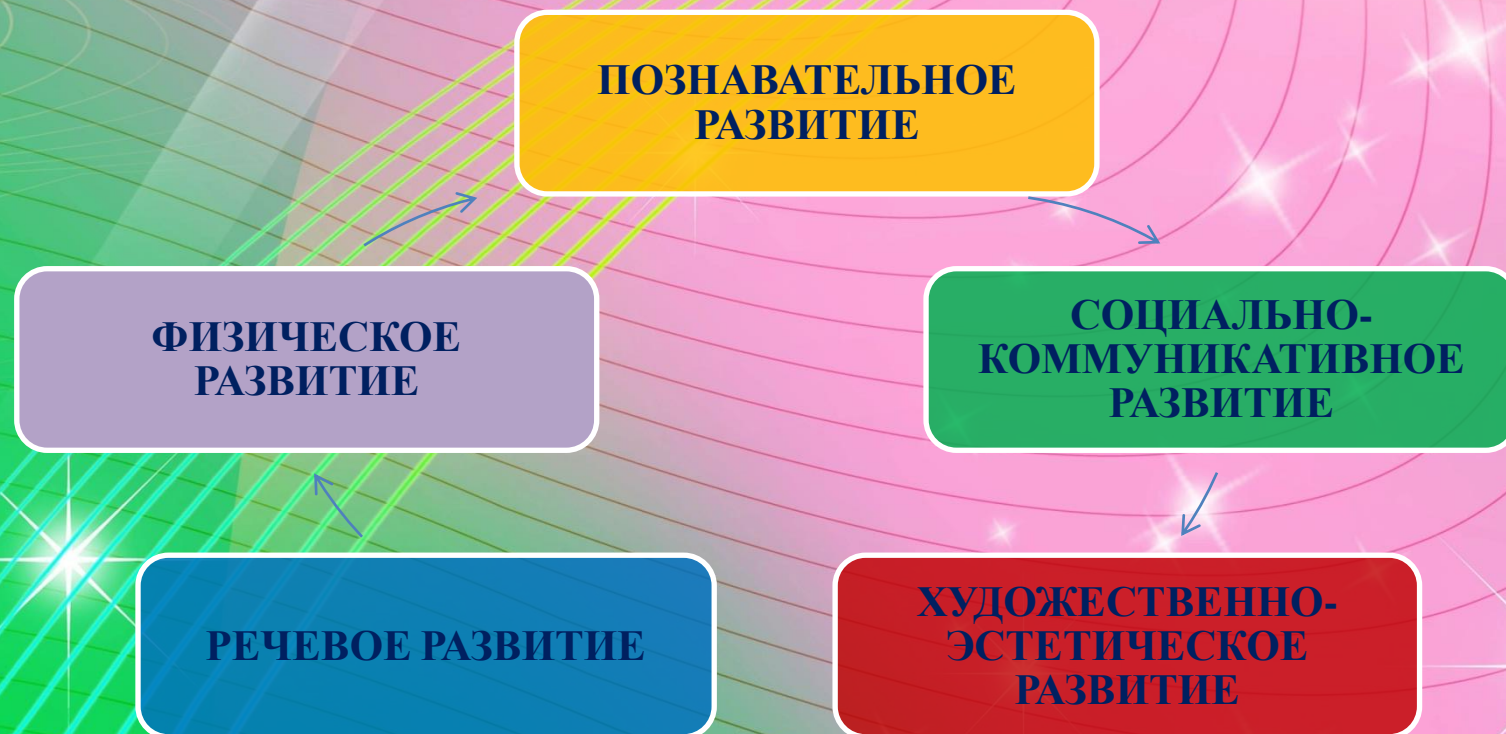 ПОЗНАВАТЕЛЬНОЕ
РАЗВИТИЕ
ФИЗИЧЕСКОЕ
РАЗВИТИЕ
СОЦИАЛЬНО-
КОММУНИКАТИВНОЕ
РАЗВИТИЕ
РЕЧЕВОЕ РАЗВИТИЕ
ХУДОЖЕСТВЕННО-
ЭСТЕТИЧЕСКОЕ
РАЗВИТИЕ